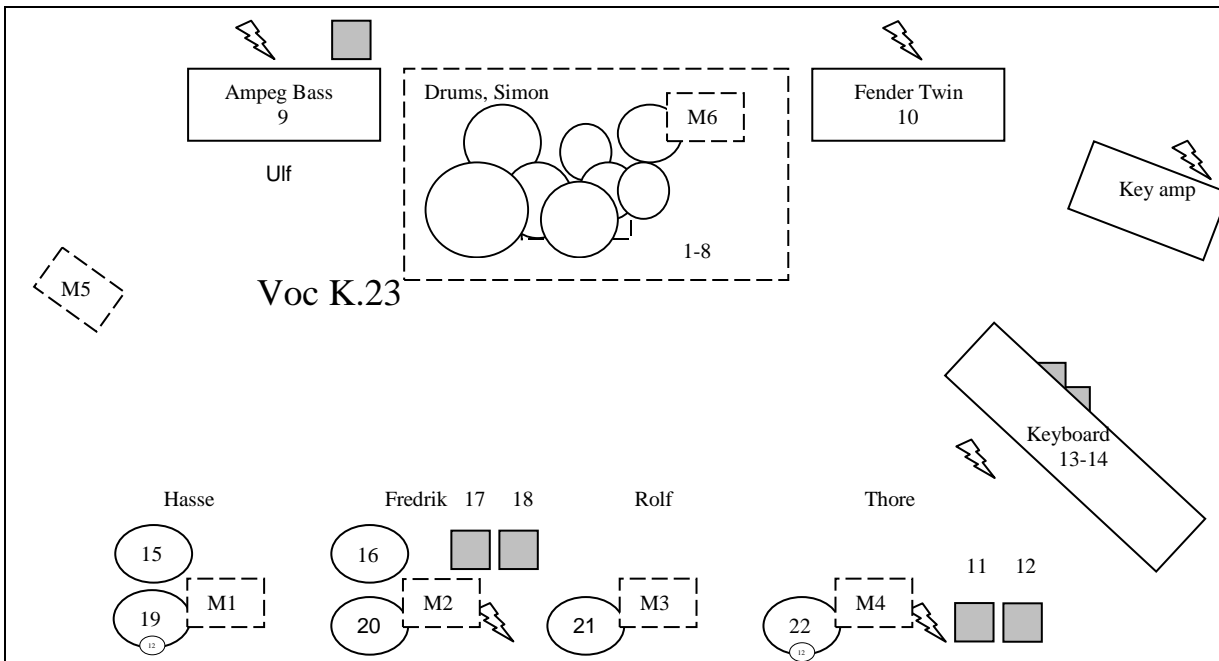 Ampeg Bass
9
Drums, Simon
M6
Fender Twin
10
Key amp
Ulf
1-8
M5
Voc K.23
Keyboard
13-14
Hasse
Fredrik 17 18
Rolf
Thore
15
16
11 12
M1
M2
M3
M4
19
20
21
22
12
12